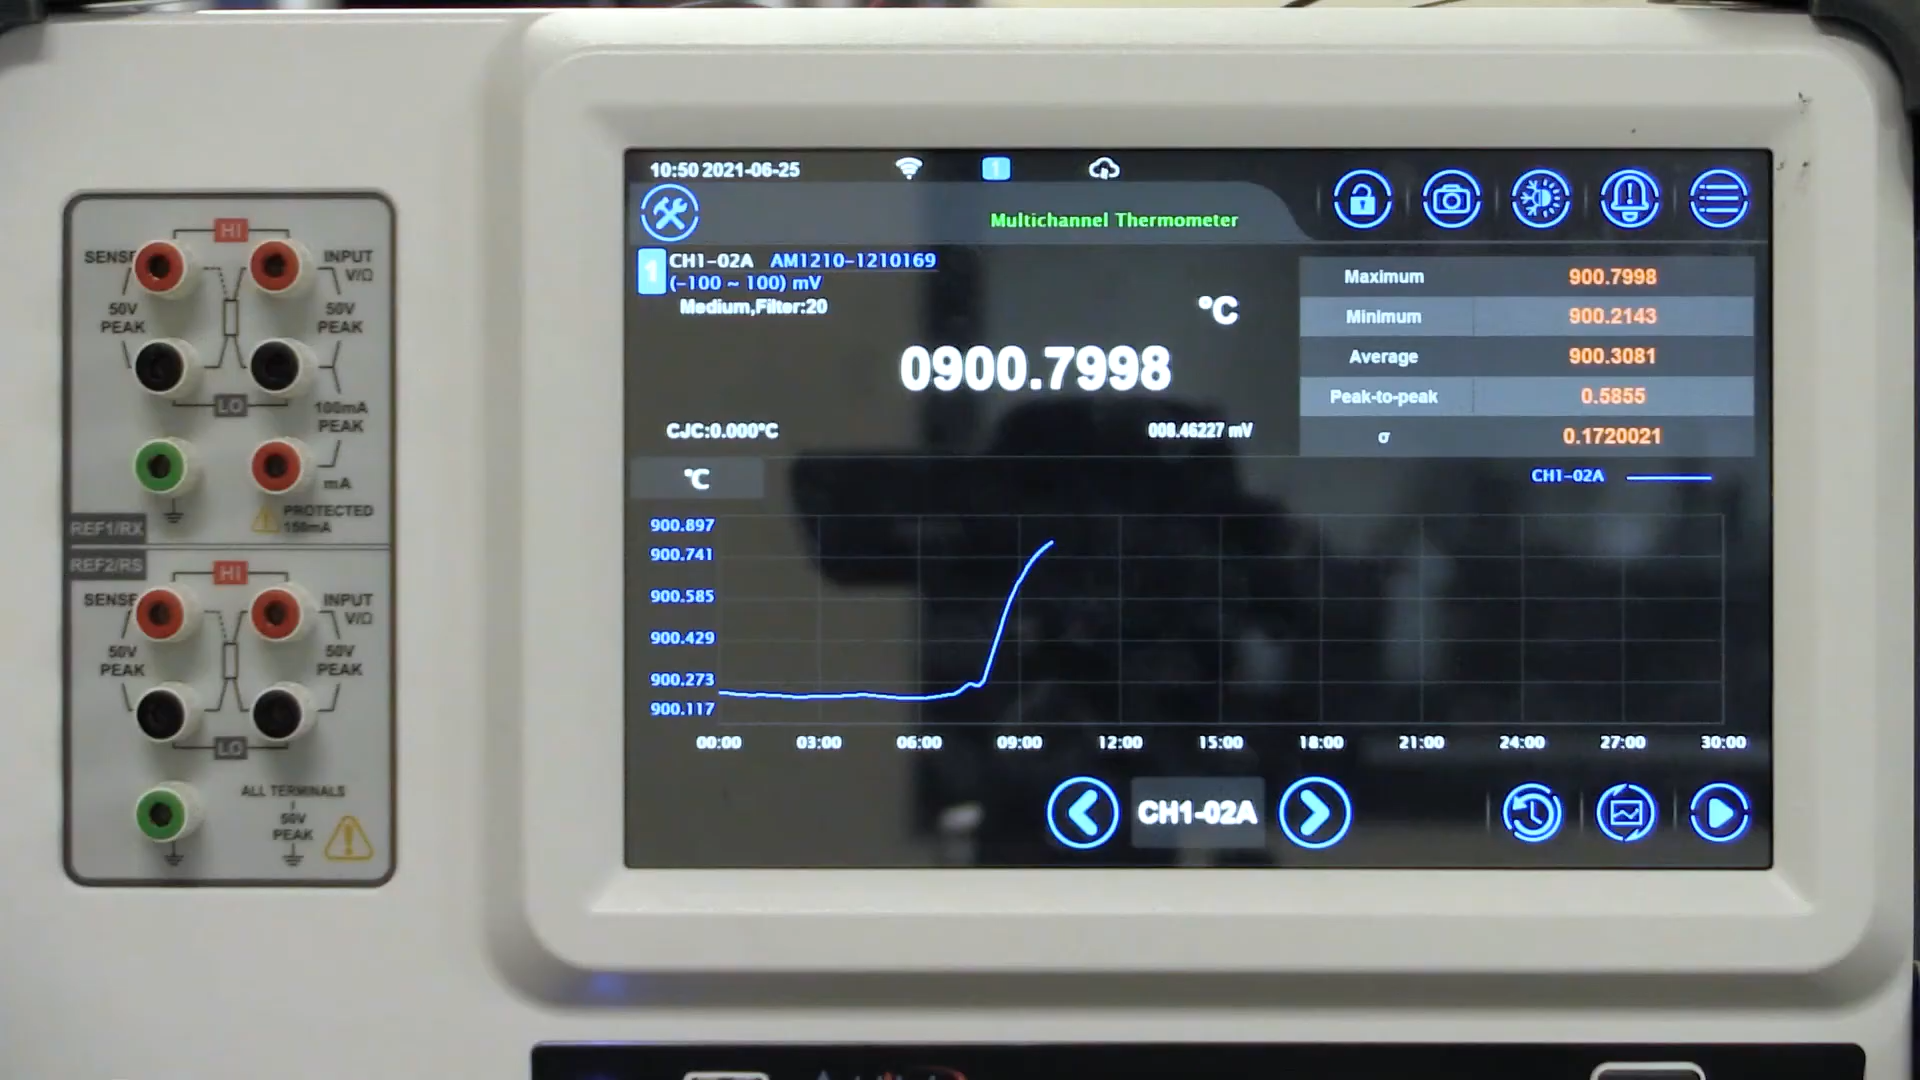 10:50 2021-06-25
1
Multichannel Thermometer
1 CH1-02A AM1210-1210169
(-100 ~ 100) mV
Medium,Filter:20
°C
0900.7998
CJC:0.000°C
008.46227 mV
Maximum 900.7998
Minimum 900.2143
Average 900.3081
Peak-to-peak 0.5855
σ 0.1720021
°C
CH1-02A
900.897
900.741
900.585
900.429
900.273
900.117
00:00 03:00 06:00 09:00 12:00 15:00 18:00 21:00 24:00 27:00 30:00
CH1-02A
HI
SENSE INPUT
V/Ω
50V PEAK
50V PEAK
LO
100mA PEAK
mA
PROTECTED
150mA
REF1/RX
REF2/RS
HI
SENSE INPUT
V/Ω
50V PEAK
50V PEAK
LO
ALL TERMINALS
50V
PEAK